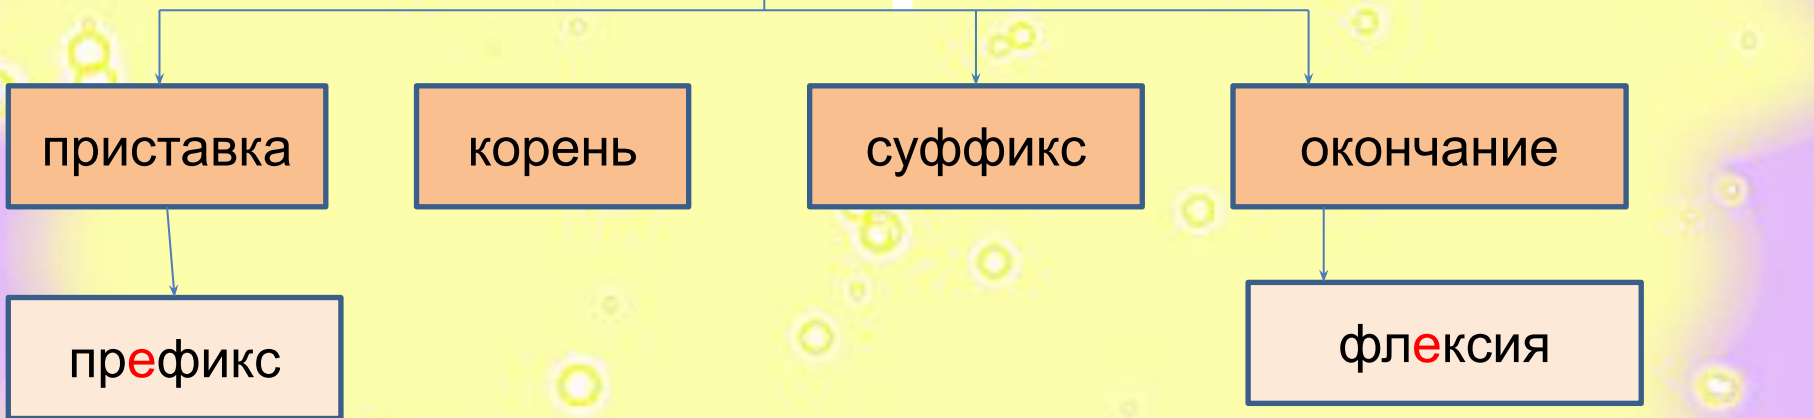 приставка
корень
суффикс
окончание
префикс
флексия